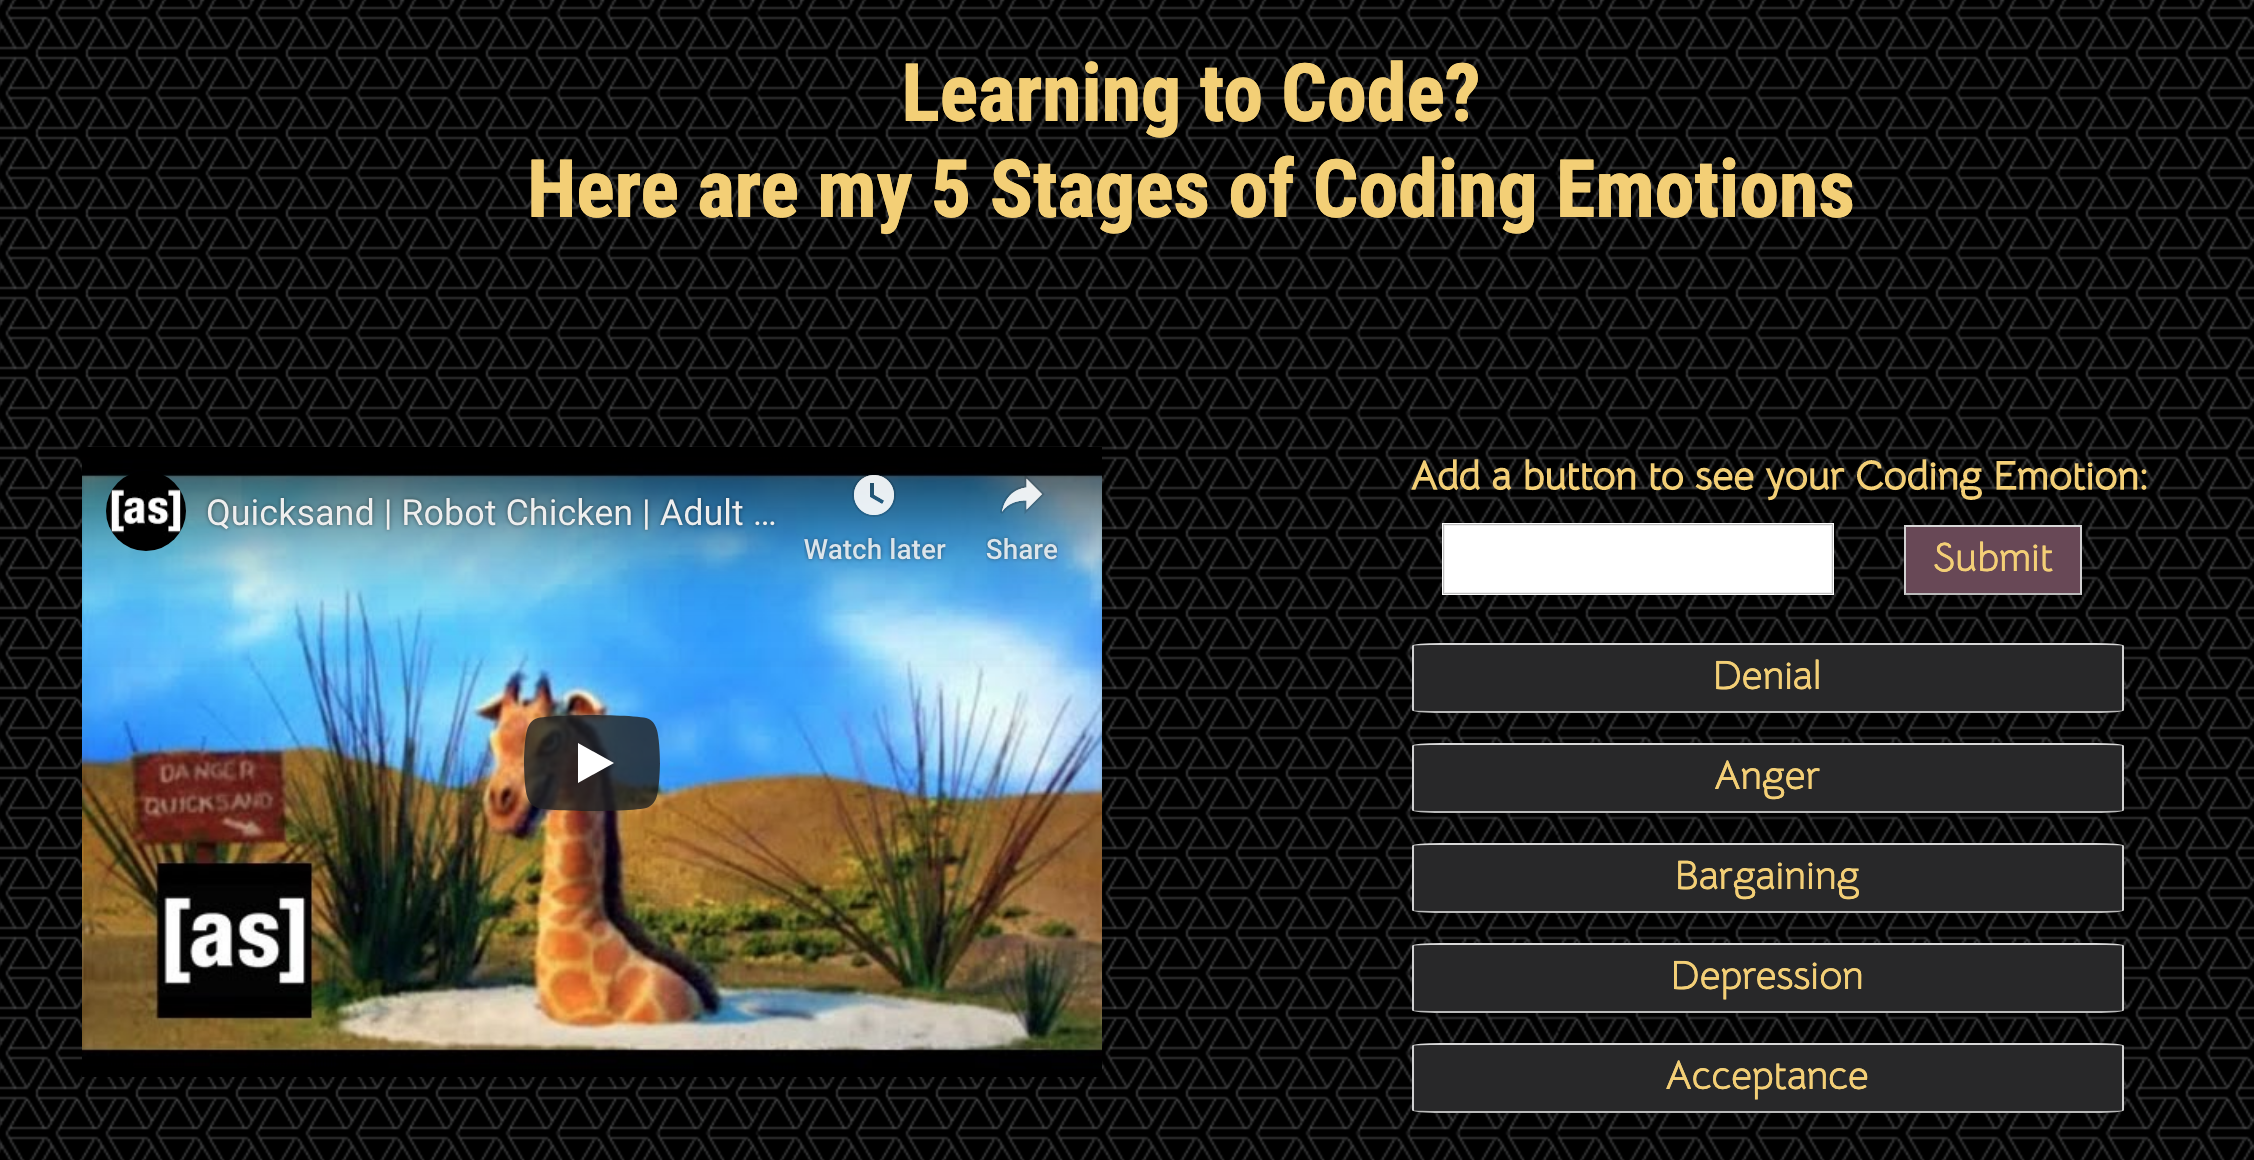 Learning to Code?
Here are my 5 Stages of Coding Emotions
[as]
Quicksand | Robot Chicken | Adult ...
Watch later
Share
DANGER
QUICKSAND
[as]
Add a button to see your Coding Emotion:
Submit
Denial
Anger
Bargaining
Depression
Acceptance